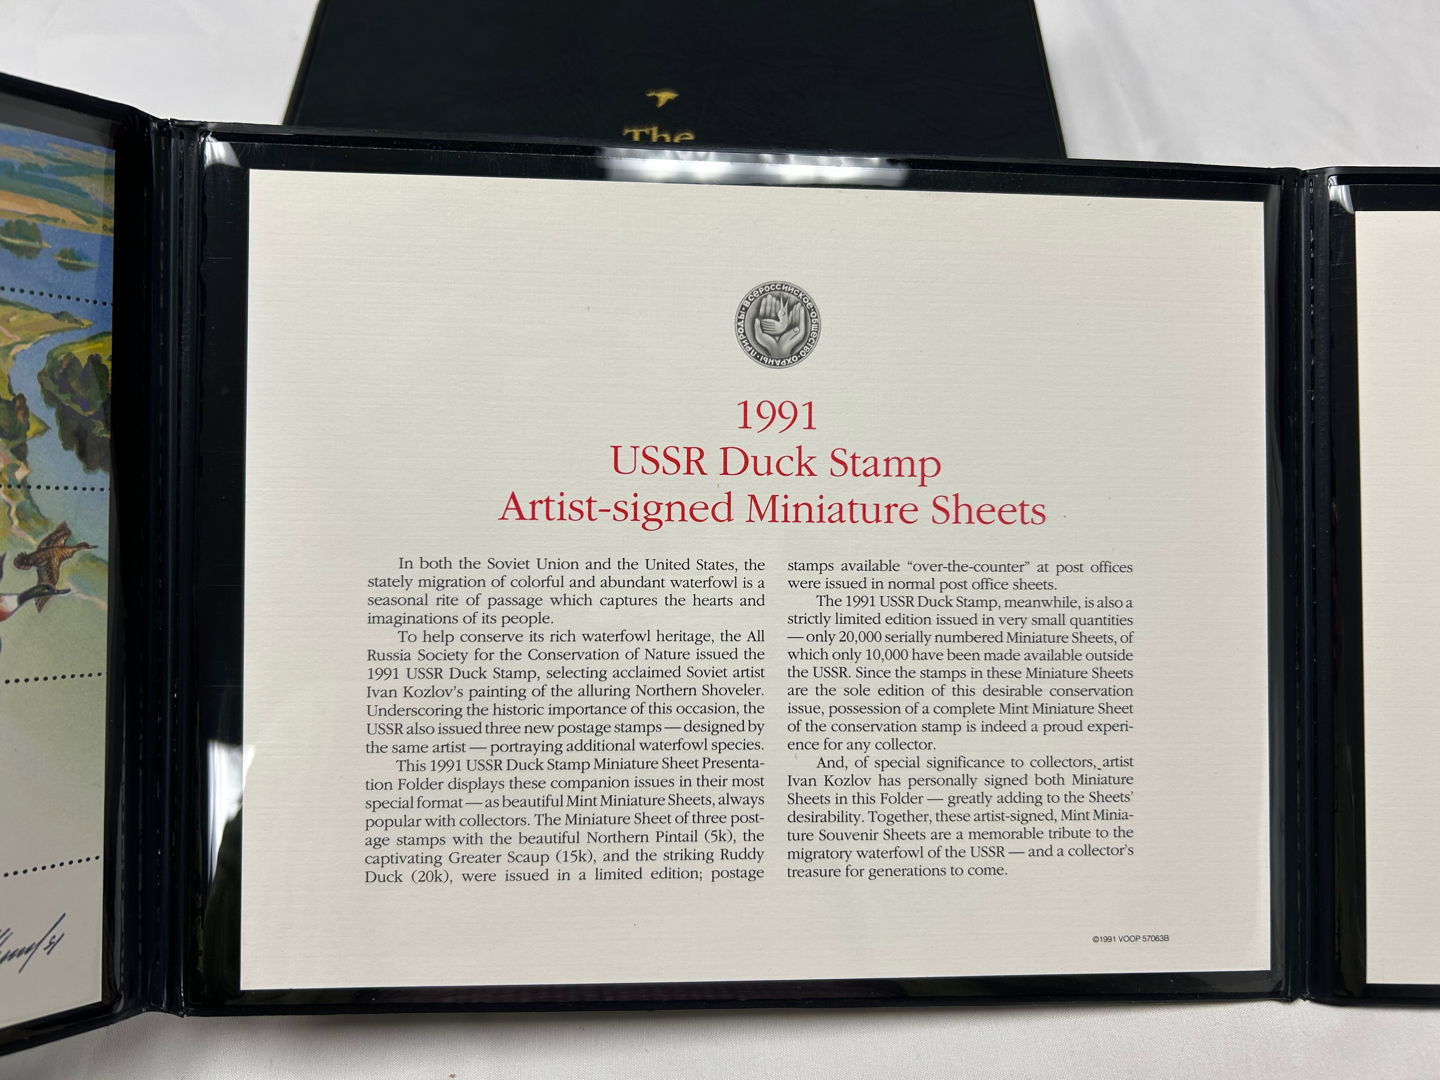 The
ВСЕРОССИЙСКОЕ·ОБЩЕСТВО·ОХРАНЫ·ПРИРОДЫ·
1991
USSR Duck Stamp
Artist-signed Miniature Sheets
In both the Soviet Union and the United States, the
stately migration of colorful and abundant waterfowl is a
seasonal rite of passage which captures the hearts and
imaginations of its people.
To help conserve its rich waterfowl heritage, the All
Russia Society for the Conservation of Nature issued the
1991 USSR Duck Stamp, selecting acclaimed Soviet artist
Ivan Kozlov's painting of the alluring Northern Shoveler.
Underscoring the historic importance of this occasion, the
USSR also issued three new postage stamps — designed by
the same artist — portraying additional waterfowl species.
This 1991 USSR Duck Stamp Miniature Sheet Presenta-
tion Folder displays these companion issues in their most
special format — as beautiful Mint Miniature Sheets, always
popular with collectors. The Miniature Sheet of three post-
age stamps with the beautiful Northern Pintail (5k), the
captivating Greater Scaup (15k), and the striking Ruddy
Duck (20k), were issued in a limited edition; postage
stamps available “over-the-counter” at post offices
were issued in normal post office sheets.
The 1991 USSR Duck Stamp, meanwhile, is also a
strictly limited edition issued in very small quantities
— only 20,000 serially numbered Miniature Sheets, of
which only 10,000 have been made available outside
the USSR. Since the stamps in these Miniature Sheets
are the sole edition of this desirable conservation
issue, possession of a complete Mint Miniature Sheet
of the conservation stamp is indeed a proud experi-
ence for any collector.
And, of special significance to collectors, artist
Ivan Kozlov has personally signed both Miniature
Sheets in this Folder — greatly adding to the Sheets'
desirability. Together, these artist-signed, Mint Minia-
ture Souvenir Sheets are a memorable tribute to the
migratory waterfowl of the USSR — and a collector's
treasure for generations to come.
©1991 VOOP 57063B